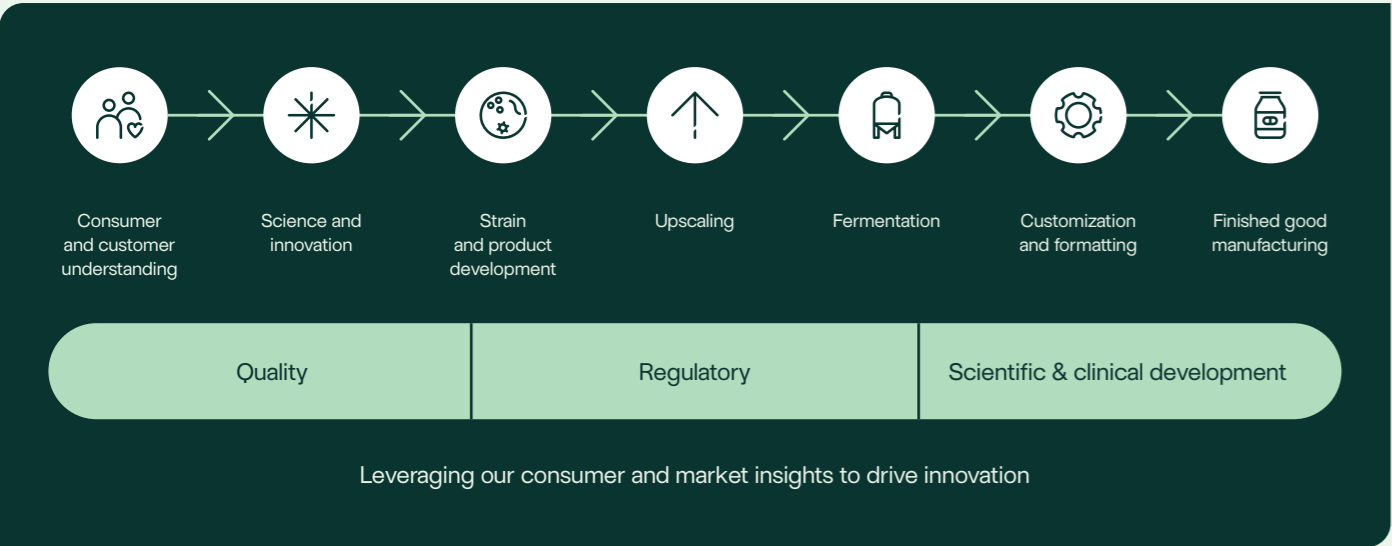 Consumer
and customer
understanding
Science and
innovation
Strain
and product
development
Upscaling
Fermentation
Customization
and formatting
Finished good
manufacturing
Quality
Regulatory
Scientific & clinical development
Leveraging our consumer and market insights to drive innovation